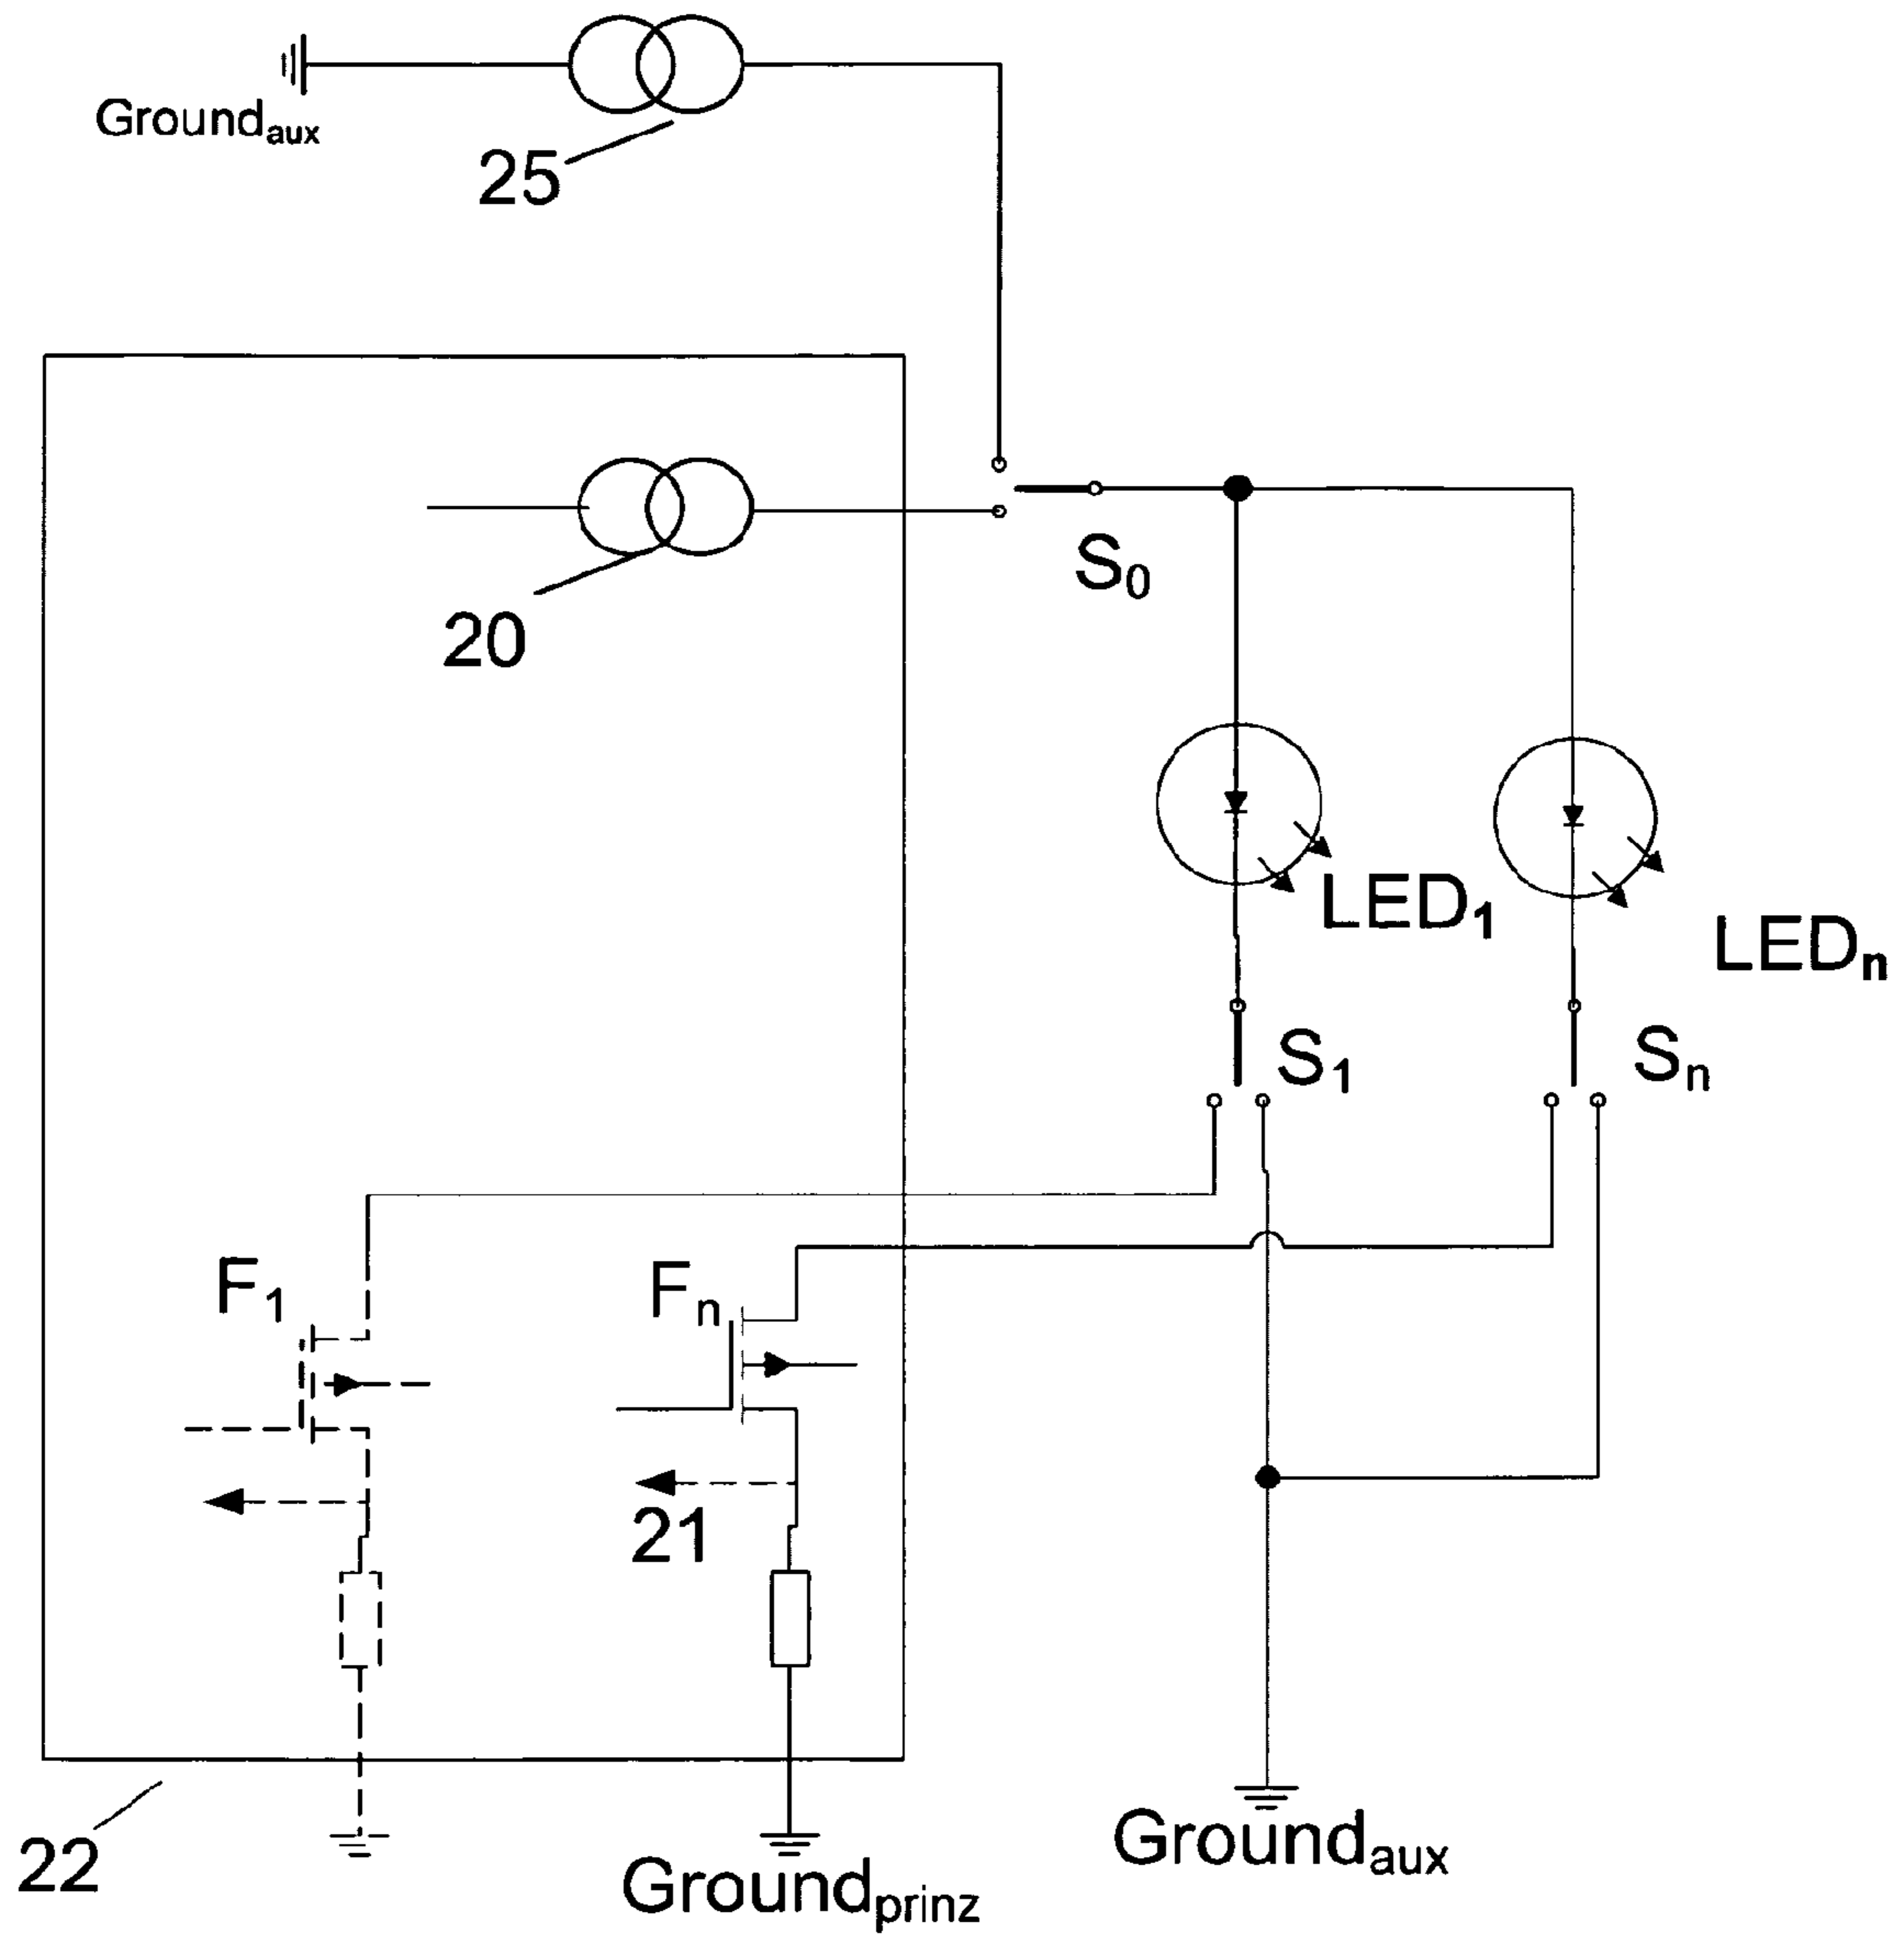 Ground_aux
25
20
S_0
LED_1
LED_n
S_1
S_n
F_1
F_n
21
22
Ground_prinz
Ground_aux